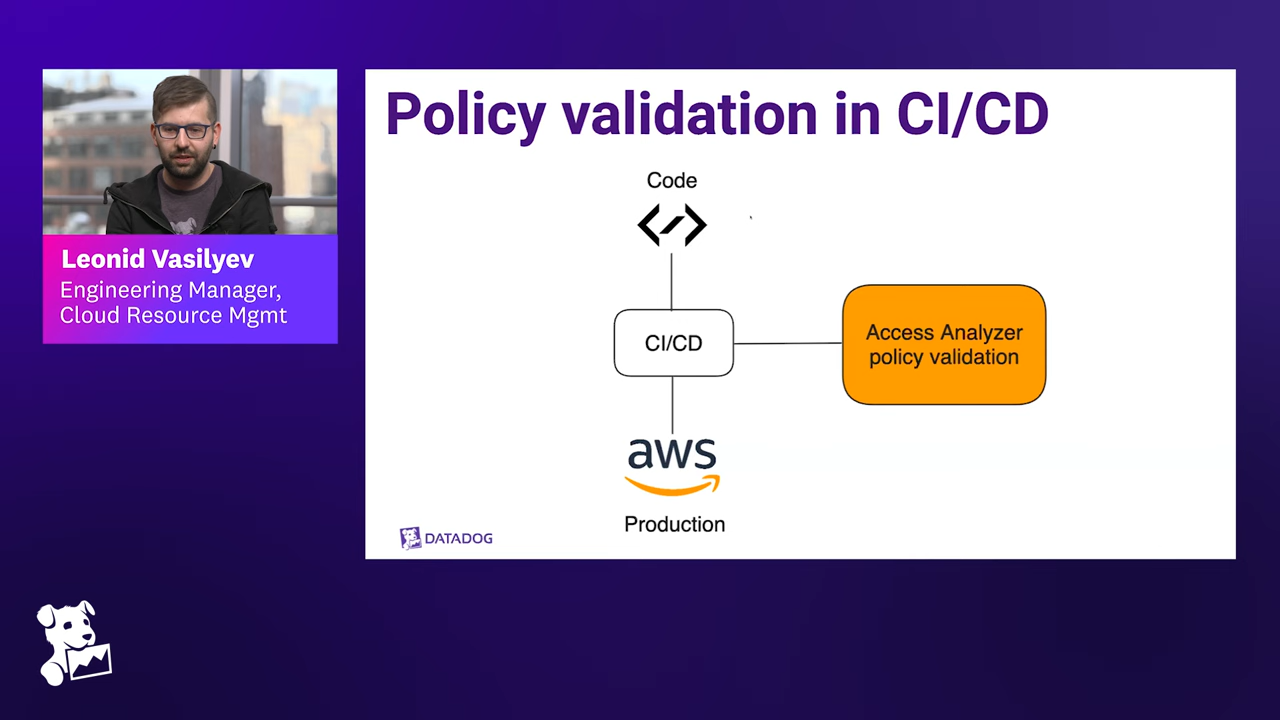 Leonid Vasilyev
Engineering Manager,
Cloud Resource Mgmt
Policy validation in CI/CD
Code
CI/CD
Access Analyzer
policy validation
aws
Production
DATADOG